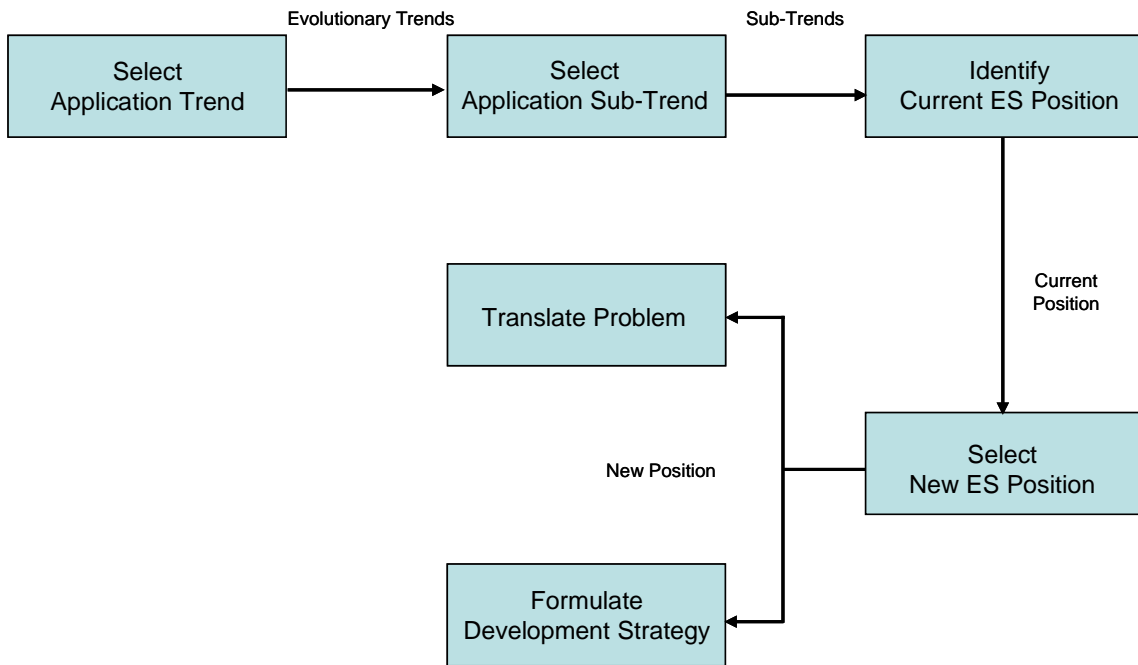 Evolutionary Trends
Sub-Trends
Select
Application Trend
Select
Application Sub-Trend
Identify
Current ES Position
Current
Position
Translate Problem
New Position
Select
New ES Position
Formulate
Development Strategy